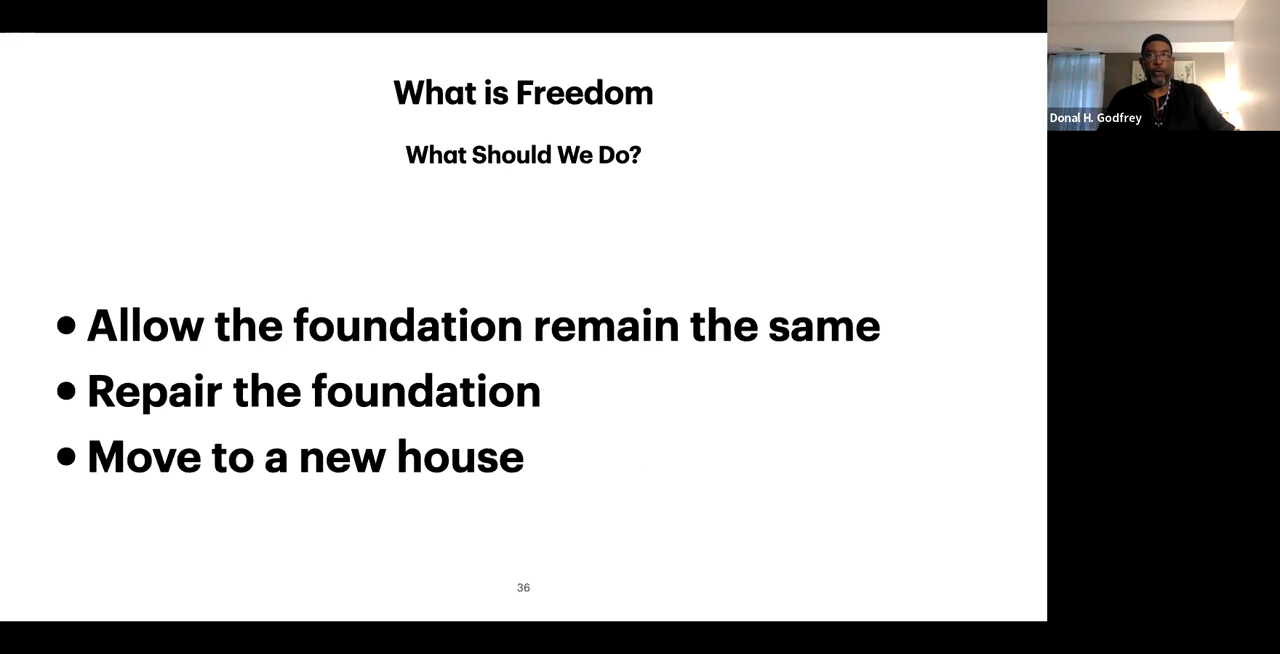 What is Freedom
What Should We Do?
• Allow the foundation remain the same
• Repair the foundation
• Move to a new house
36
Donal H. Godfrey